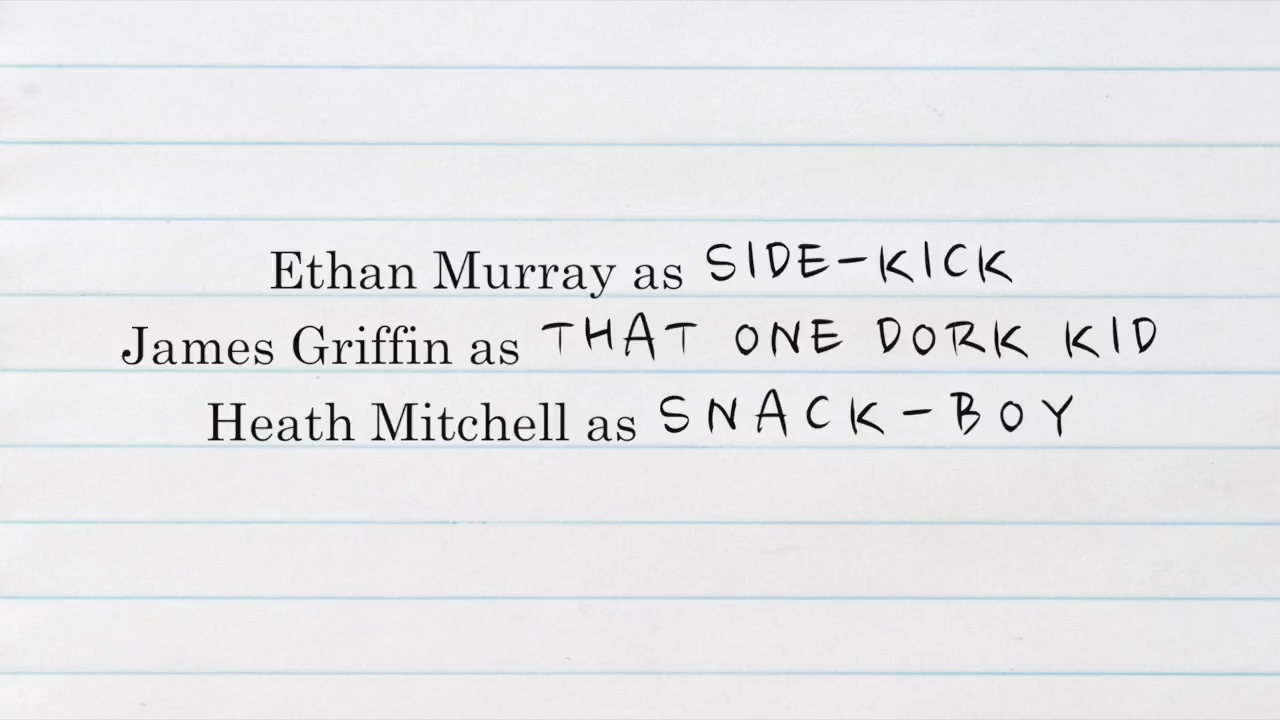 Ethan Murray as SIDE-KICK
James Griffin as THAT ONE DORK KID
Heath Mitchell as SNACK-BOY